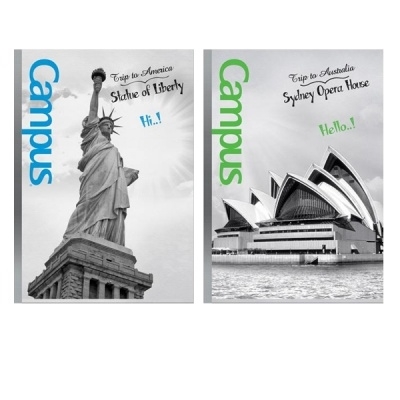 Campus
Trip to America
Statue of Liberty
Hi..!
Campus
Trip to Australia
Sydney Opera House
Hello..!